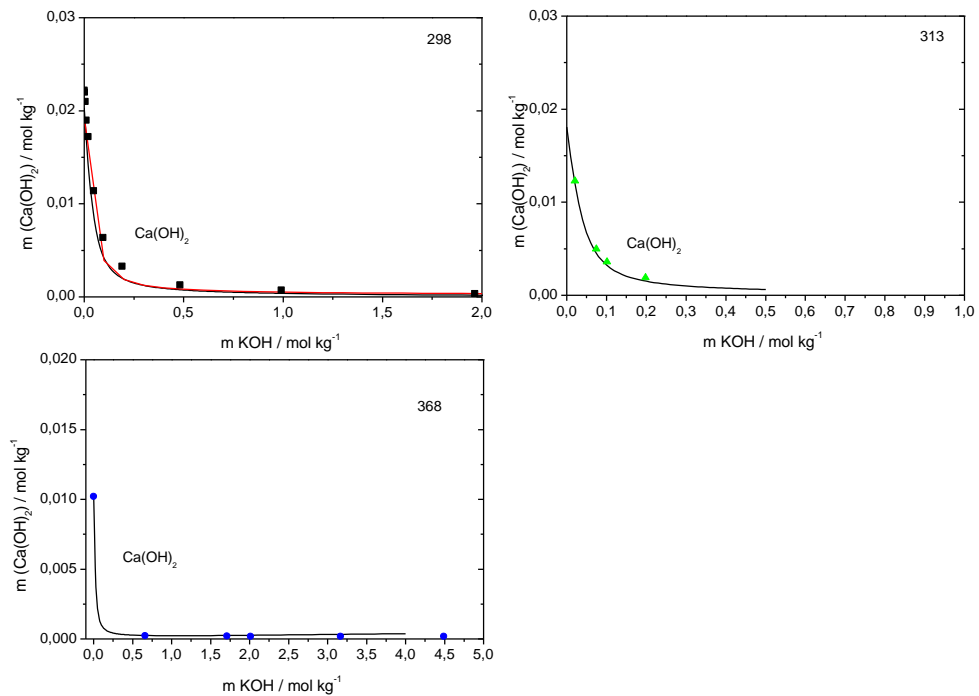 298
0,03
0,02
0,01
0,00
m (Ca(OH)₂) / mol kg⁻¹
Ca(OH)₂
0,0 0,5 1,0 1,5 2,0
m KOH / mol kg⁻¹
313
0,03
0,02
0,01
0,00
m (Ca(OH)₂) / mol kg⁻¹
Ca(OH)₂
0,0 0,1 0,2 0,3 0,4 0,5 0,6 0,7 0,8 0,9 1,0
m KOH / mol kg⁻¹
368
0,020
0,015
0,010
0,005
0,000
m (Ca(OH)₂) / mol kg⁻¹
Ca(OH)₂
0,0 0,5 1,0 1,5 2,0 2,5 3,0 3,5 4,0 4,5 5,0
m KOH / mol kg⁻¹